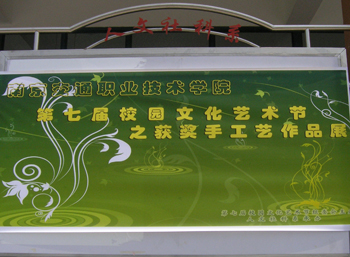 人文社科系
南京交通职业技术学院
第七届校园文化艺术节
之获奖手工艺作品展